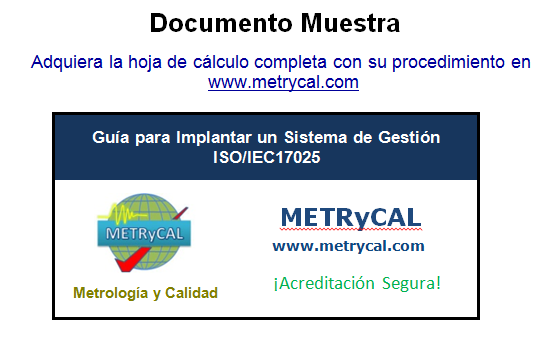 Documento Muestra
Adquiera la hoja de cálculo completa con su procedimiento en
www.metrycal.com
Guía para Implantar un Sistema de Gestión
ISO/IEC17025
METRyCAL
METRyCAL
www.metrycal.com
¡Acreditación Segura!
Metrología y Calidad